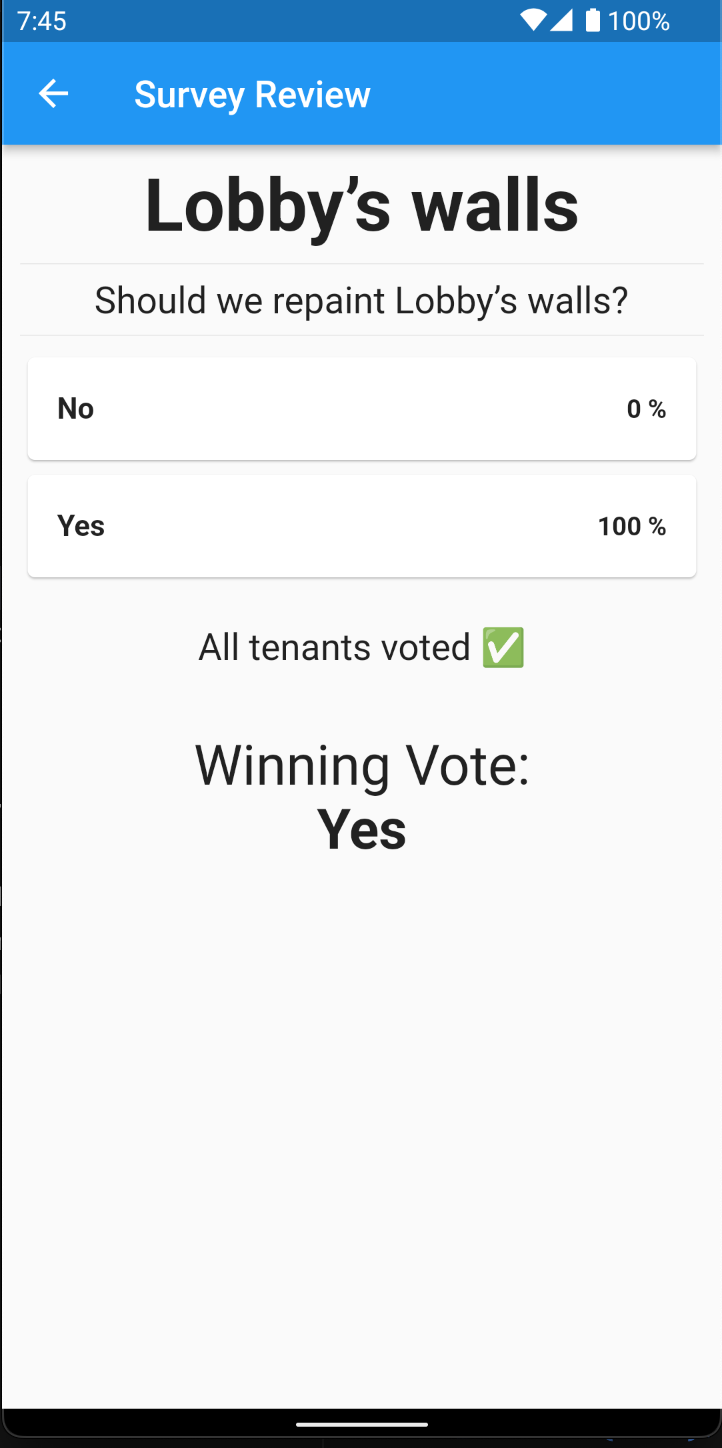 7:45
100%
Survey Review
Lobby’s walls
Should we repaint Lobby’s walls?
No
0 %
Yes
100 %
All tenants voted ✅
Winning Vote:
Yes